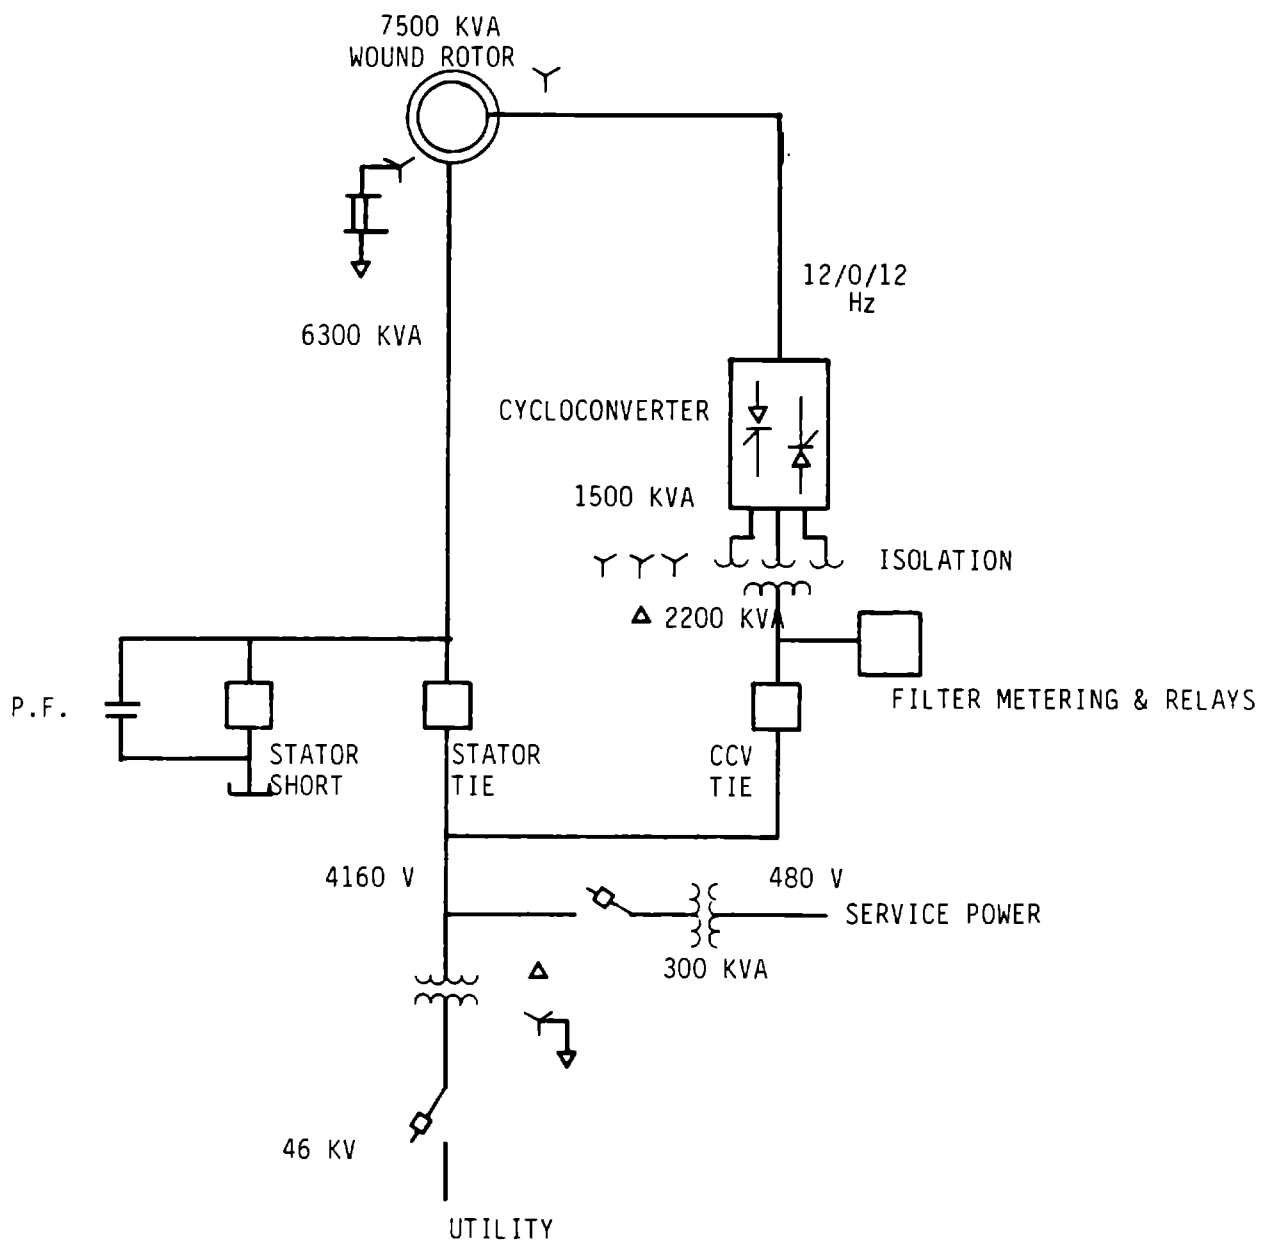 7500 KVA
WOUND ROTOR
12/0/12
Hz
6300 KVA
CYCLOCONVERTER
1500 KVA
ISOLATION
2200 KVA
P.F.
FILTER METERING & RELAYS
STATOR
SHORT
STATOR
TIE
CCV
TIE
4160 V
480 V
SERVICE POWER
300 KVA
46 KV
UTILITY